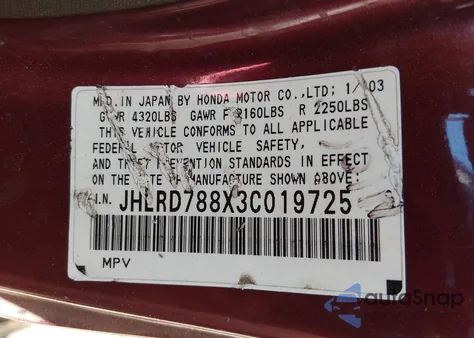 MFD.IN JAPAN BY HONDA MOTOR CO.,LTD; 1/03
GVWR 4320LBS GAWR F 2160LBS R 2250LBS
THIS VEHICLE CONFORMS TO ALL APPLICABLE
FEDERAL MOTOR VEHICLE SAFETY,
AND THEFT PREVENTION STANDARDS IN EFFECT
ON THE DATE OF MANUFACTURE SHOWN ABOVE:
V.I.N. JHLRD788X3C019725
MPV
autoSnap